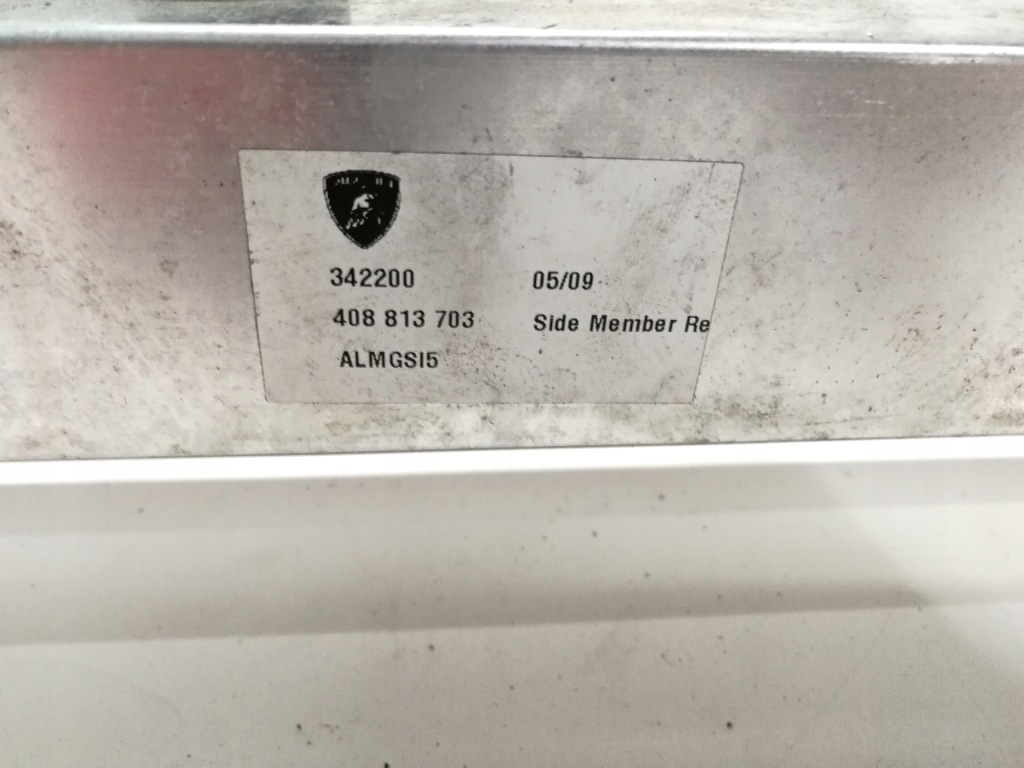 342200 05/09
408 813 703 Side Member Re
ALMGSI5